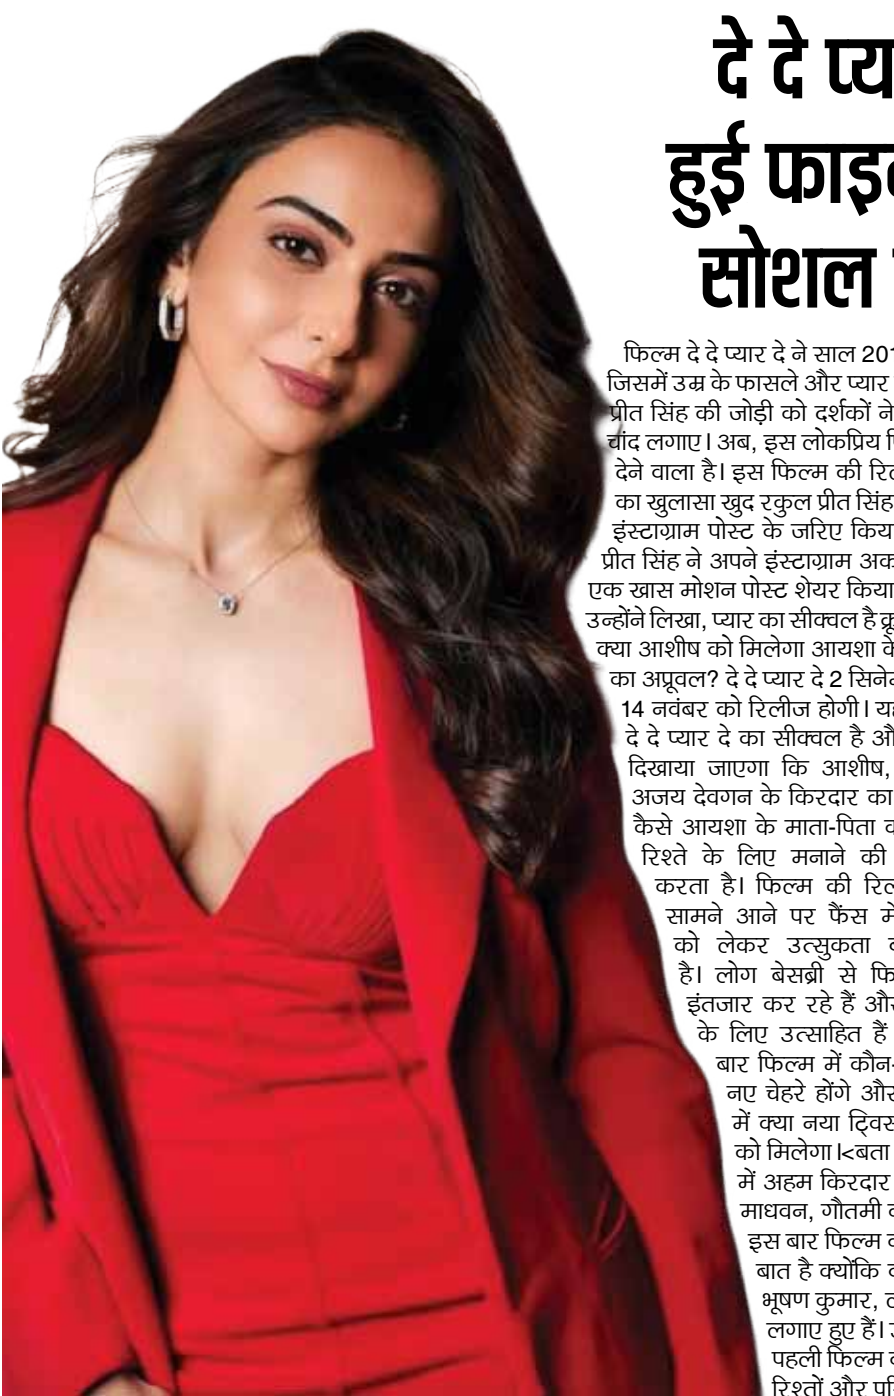 दे दे
हुई
सोशल
फिल्म दे दे प्यार दे ने साल
जिसमें उम्र के फासले और प्यार
प्रीत सिंह की जोड़ी को दर्शकों ने
चांद लगाए। अब, इस लोकप्रिय
देने वाला है। इस फिल्म की
का खुलासा खुद रकुल प्रीत सिंह
इंस्टाग्राम पोस्ट के जरिए
प्रीत सिंह ने अपने इंस्टाग्राम
एक खास मोशन पोस्ट शेयर किया
उन्होंने लिखा, प्यार का सीक्वल है
क्या आशीष को मिलेगा आयशा के
का अप्रूवल? दे दे प्यार दे 2
14 नवंबर को रिलीज होगी।
दे दे प्यार दे का सीक्वल है
दिखाया जाएगा कि आशीष,
अजय देवगन के किरदार का
कैसे आयशा के माता-पिता
रिश्ते के लिए मनाने की
करता है। फिल्म की
सामने आने पर फैंस
को लेकर उत्सुकता
है। लोग बेसब्री से
इंतजार कर रहे हैं
के लिए उत्साहित हैं
बार फिल्म में
नए चेहरे होंगे
में क्या नया
को मिलेगा।<बता
में अहम किरदार
माधवन, गौतमी
इस बार फिल्म
बात है क्योंकि
भूषण कुमार,
लगाए हुए हैं।
पहली फिल्म
रिश्तों और